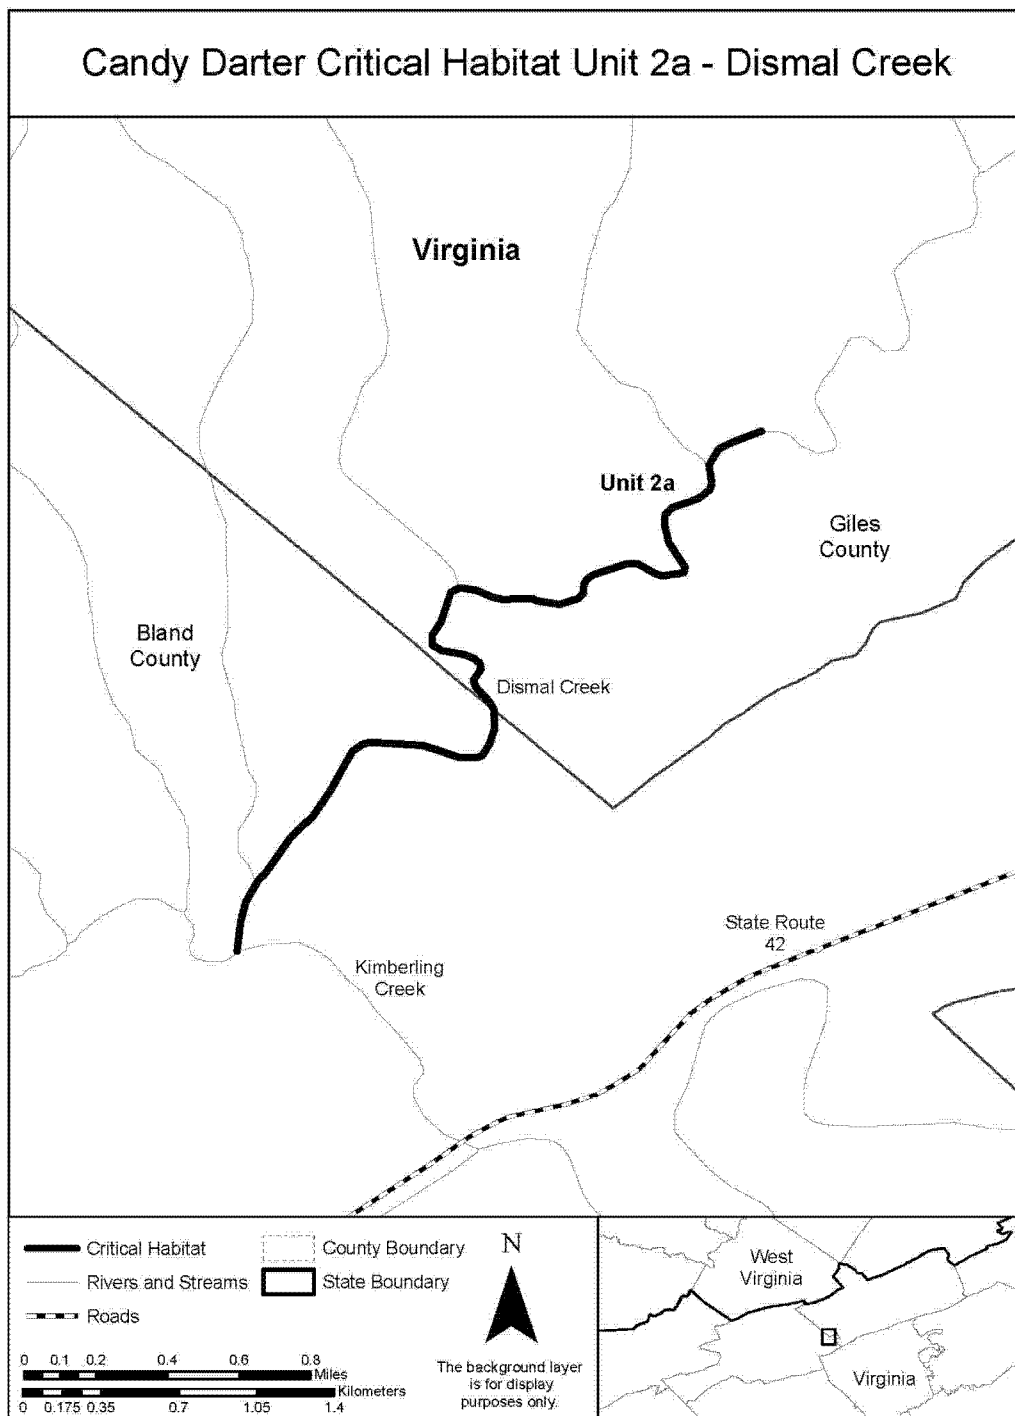 Candy Darter Critical Habitat Unit 2a - Dismal Creek
Virginia
Unit 2a
Giles
County
Bland
County
Dismal Creek
State Route
42
Kimberling
Creek
Critical Habitat
Rivers and Streams
Roads
County Boundary
State Boundary
N
The background layer
is for display
purposes only.
0 0.1 0.2 0.4 0.6 0.8
Miles
Kilometers
0 0.175 0.35 0.7 1.05 1.4
West
Virginia
Virginia